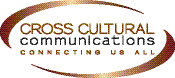 CROSS CULTURAL
communications
CONNECTING US ALL